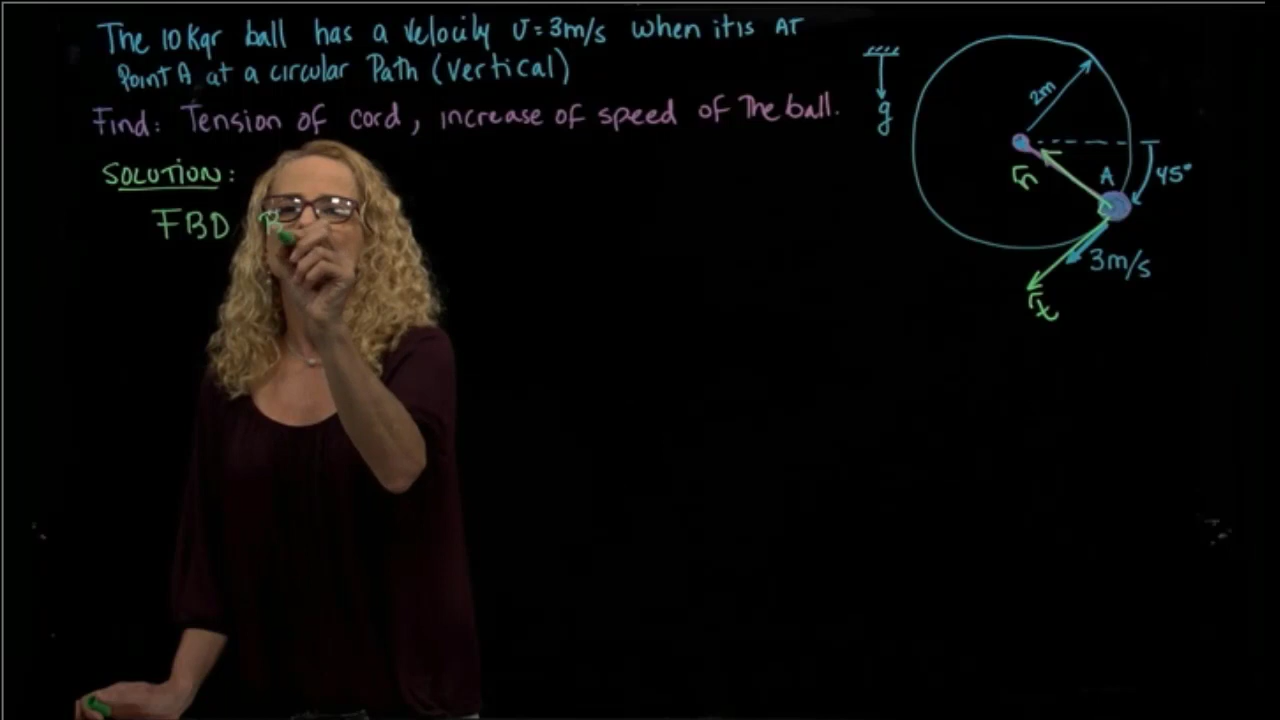 The 10Kgr ball has a velocity v=3m/s when it is AT
Point A at a circular Path (vertical)
Find: Tension of cord, increase of speed of The ball.
SOLUTION:
FBD
g
2m
45°
A
3m/s